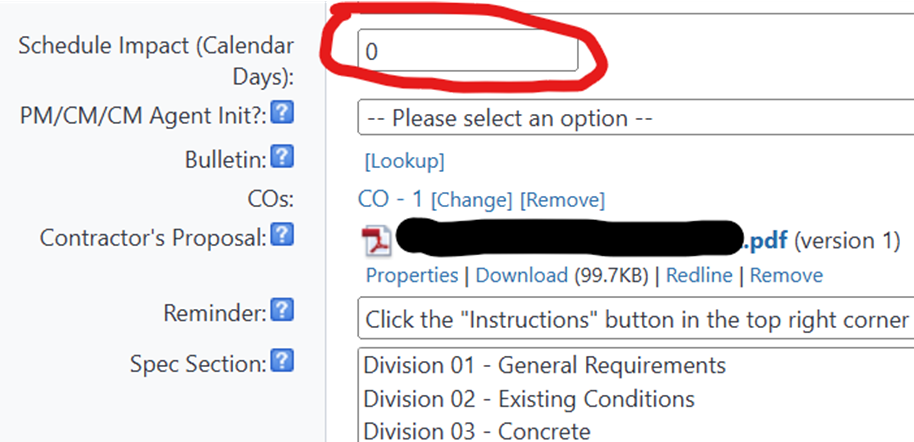 Schedule Impact (Calendar Days):
0
PM/CM/CM Agent Init?: ?
-- Please select an option --
Bulletin: ?
[Lookup]
COs:
CO - 1 [Change] [Remove]
Contractor's Proposal: ?
.pdf (version 1)
Properties | Download (99.7KB) | Redline | Remove
Reminder: ?
Click the "Instructions" button in the top right corner
Spec Section: ?
Division 01 - General Requirements
Division 02 - Existing Conditions
Division 03 - Concrete